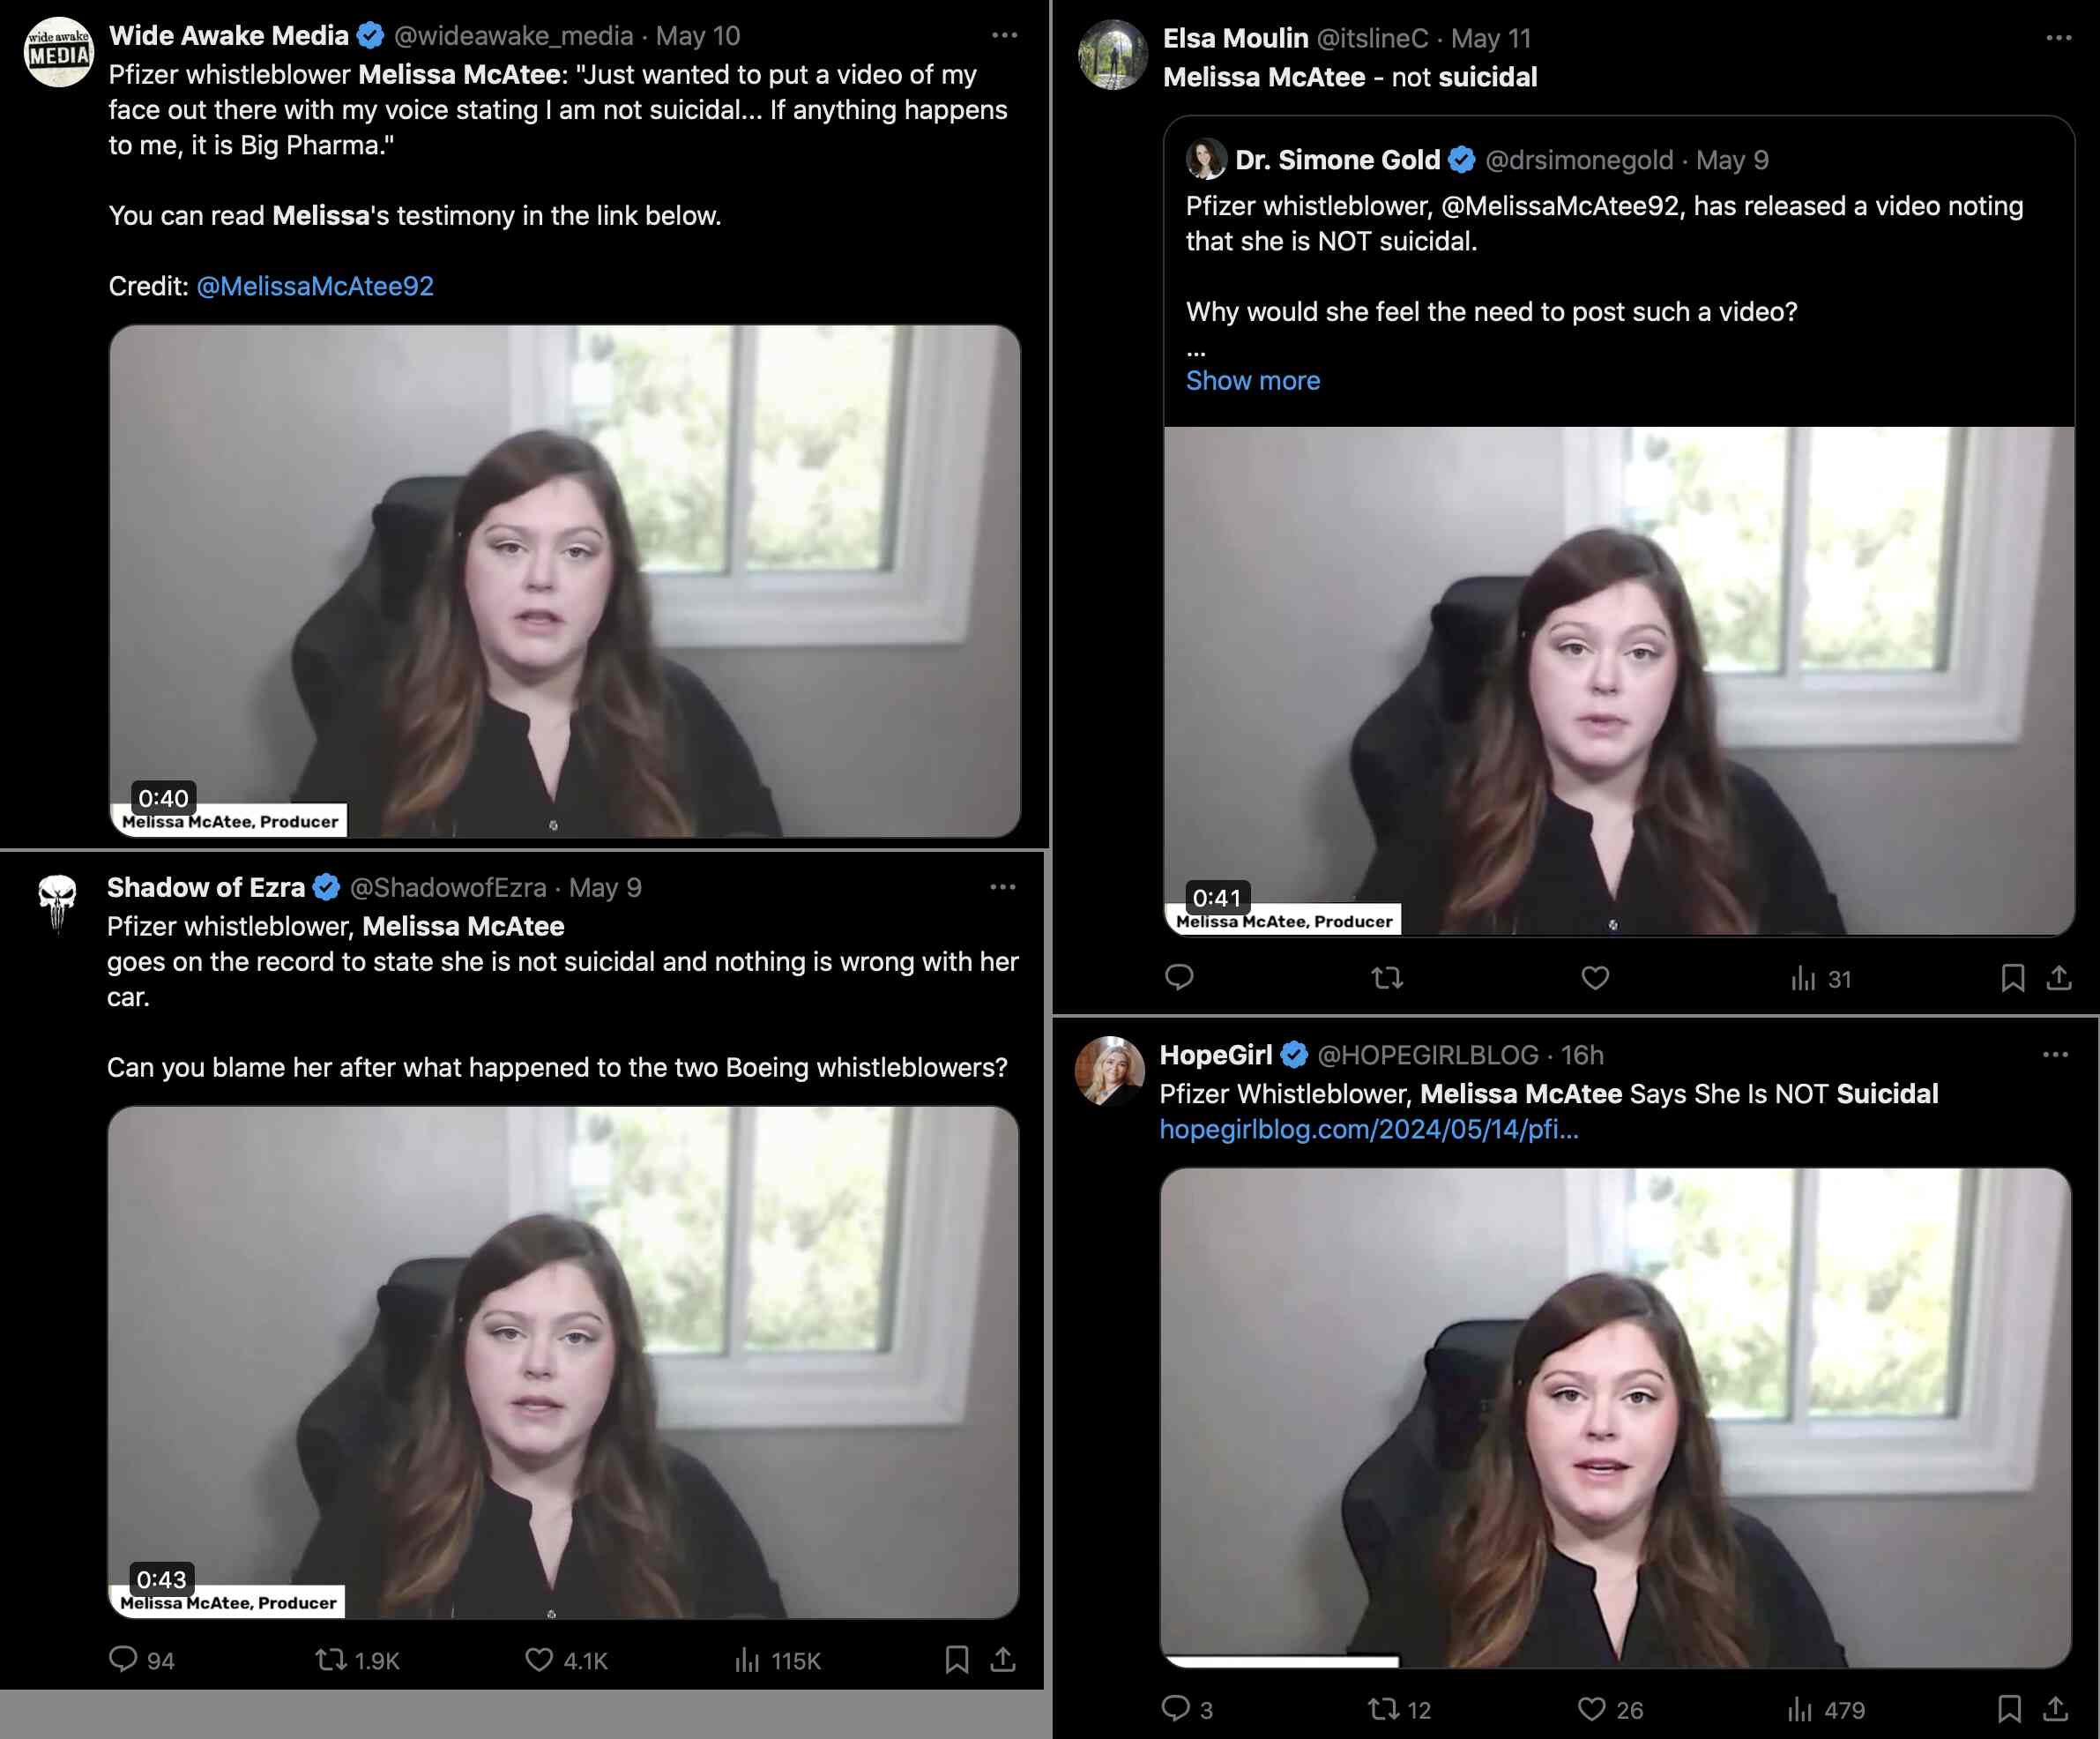 wide awake
MEDIA
Wide Awake Media @wideawake_media · May 10
Pfizer whistleblower Melissa McAtee: "Just wanted to put a video of my
face out there with my voice stating I am not suicidal... If anything happens
to me, it is Big Pharma."
You can read Melissa's testimony in the link below.
Credit: @MelissaMcAtee92
0:40
Melissa McAtee, Producer
Shadow of Ezra @ShadowofEzra · May 9
Pfizer whistleblower, Melissa McAtee
goes on the record to state she is not suicidal and nothing is wrong with her
car.
Can you blame her after what happened to the two Boeing whistleblowers?
0:43
Melissa McAtee, Producer
94 1.9K 4.1K 115K
Elsa Moulin @itslineC · May 11
Melissa McAtee - not suicidal
Dr. Simone Gold @drsimonegold · May 9
Pfizer whistleblower, @MelissaMcAtee92, has released a video noting
that she is NOT suicidal.
Why would she feel the need to post such a video?
...
Show more
0:41
Melissa McAtee, Producer
31
HopeGirl @HOPEGIRLBLOG · 16h
Pfizer Whistleblower, Melissa McAtee Says She Is NOT Suicidal
hopegirlblog.com/2024/05/14/pfi...
3 12 26 479